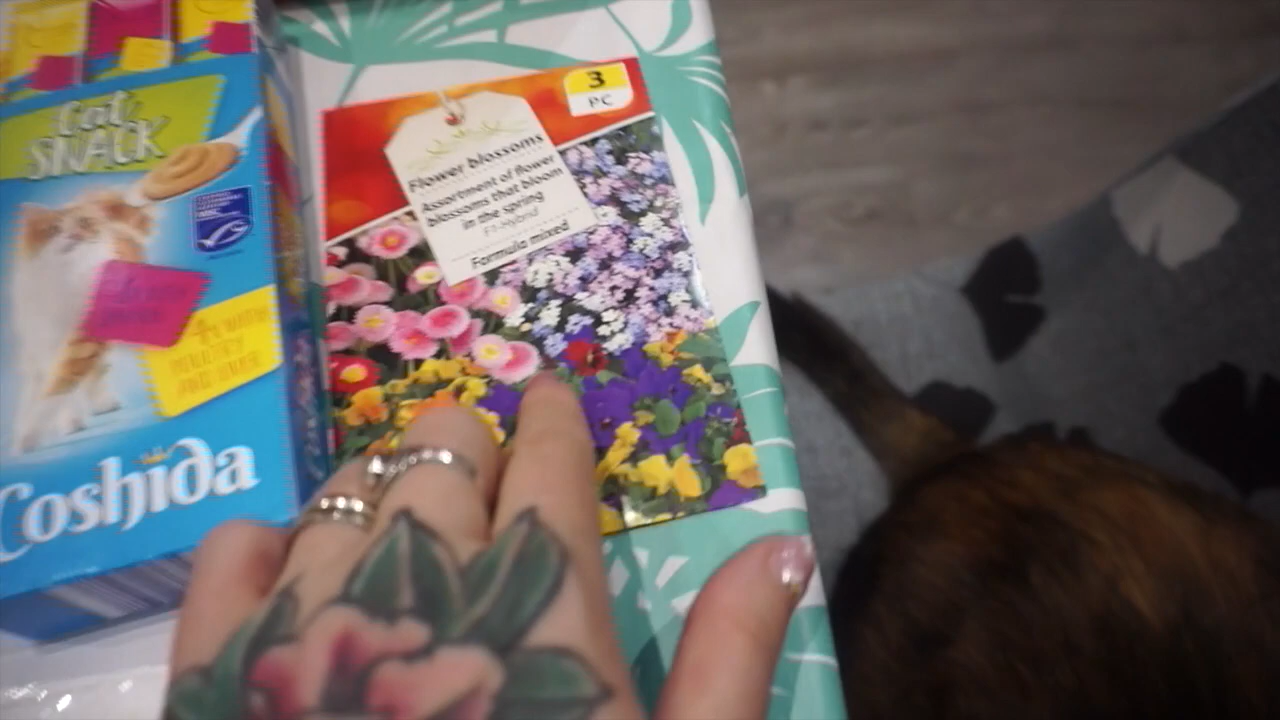 Cat
SNACK
MSC
Coshida
3
PC
Flower blossoms
Assortment of flower
blossoms that bloom
in the spring
F1-Hybrid
Formula mixed